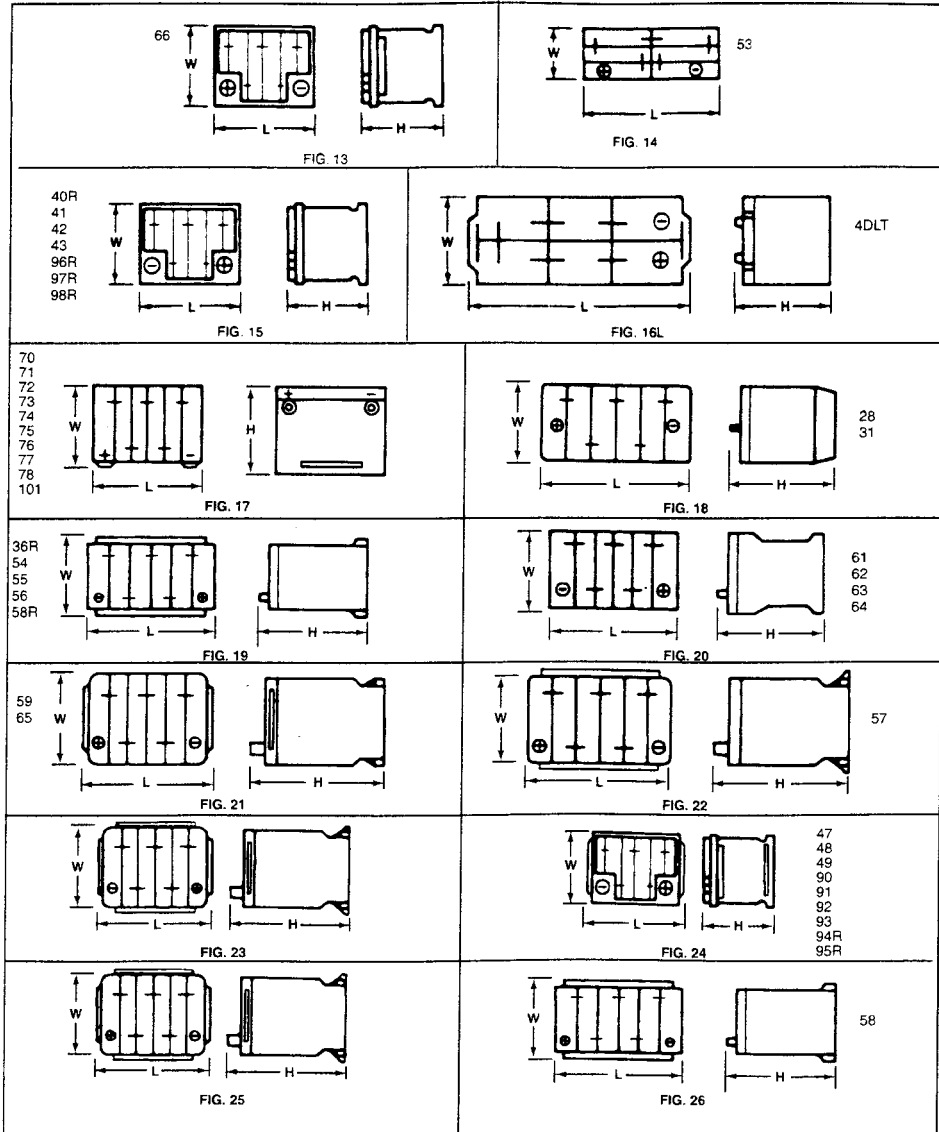 66
W
L
H
FIG. 13
W
L
53
FIG. 14
40R
41
42
43
96R
97R
98R
W
L
H
FIG. 15
W
L
H
4DLT
FIG. 16L
70
71
72
73
74
75
76
77
78
101
W
L
H
FIG. 17
W
L
H
28
31
FIG. 18
36R
54
55
56
58R
W
L
H
FIG. 19
W
L
H
61
62
63
64
FIG. 20
59
65
W
L
H
FIG. 21
W
L
H
57
FIG. 22
W
L
H
FIG. 23
W
L
H
47
48
49
90
91
92
93
94R
95R
FIG. 24
W
L
H
FIG. 25
W
L
H
58
FIG. 26